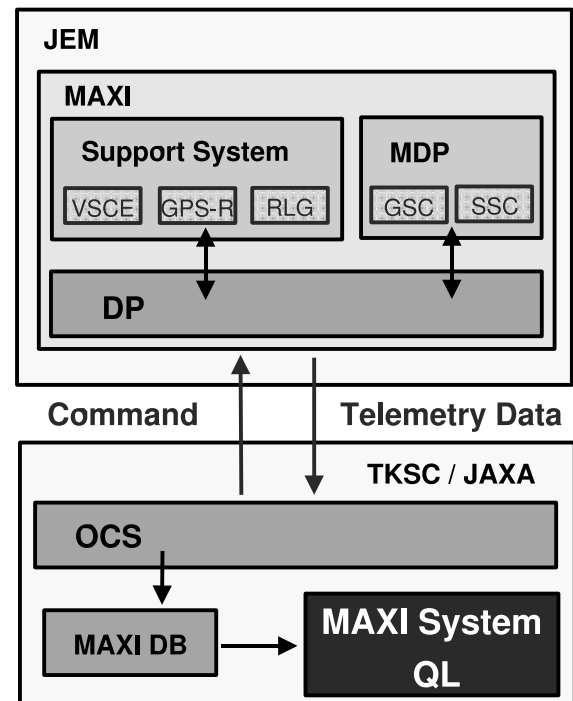 JEM
MAXI
Support System
VSCE GPS-R RLG
MDP
GSC SSC
DP
Command
Telemetry Data
TKSC / JAXA
OCS
MAXI DB
MAXI System
QL